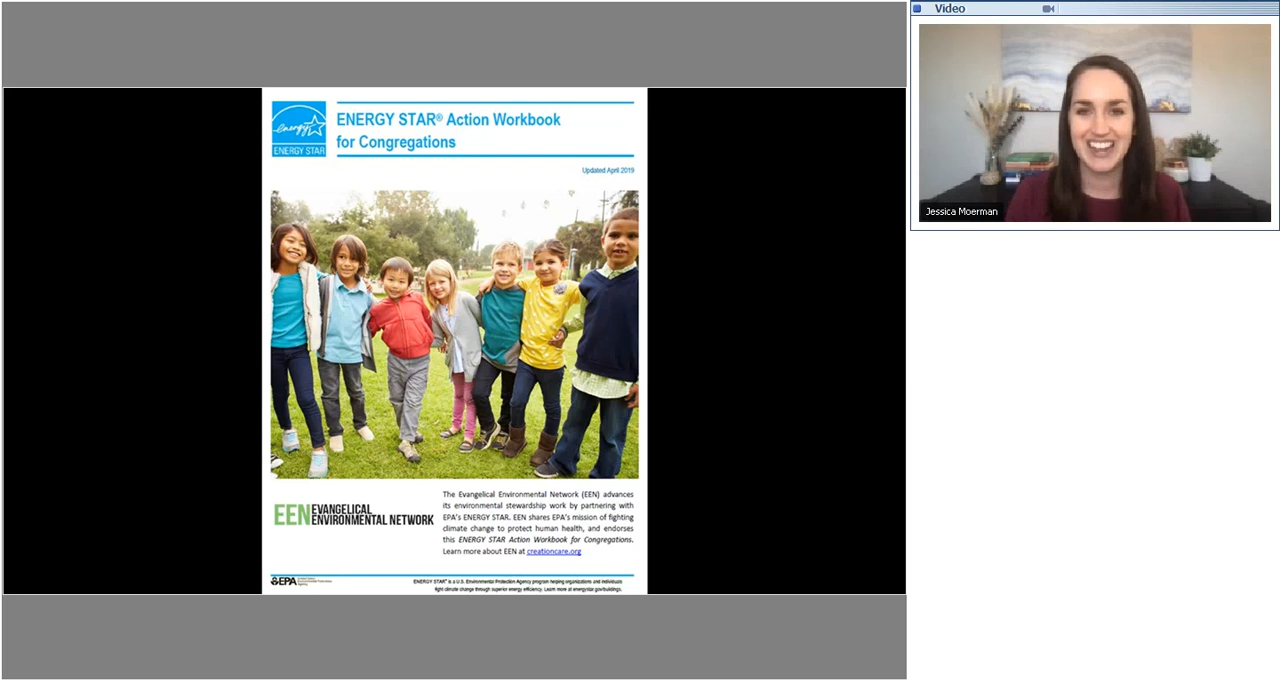 Video
Jessica Moerman
energy
ENERGY STAR
ENERGY STAR® Action Workbook
for Congregations
Updated April 2019
EEN EVANGELICAL
ENVIRONMENTAL NETWORK
The Evangelical Environmental Network (EEN) advances
its environmental stewardship work by partnering with
EPA's ENERGY STAR. EEN shares EPA's mission of fighting
climate change to protect human health, and endorses
this ENERGY STAR Action Workbook for Congregations.
Learn more about EEN at creationcare.org
EPA
ENERGY STAR® is a U.S. Environmental Protection Agency program helping organizations and individuals
fight climate change through superior energy efficiency. Learn more at energystar.gov/buildings.